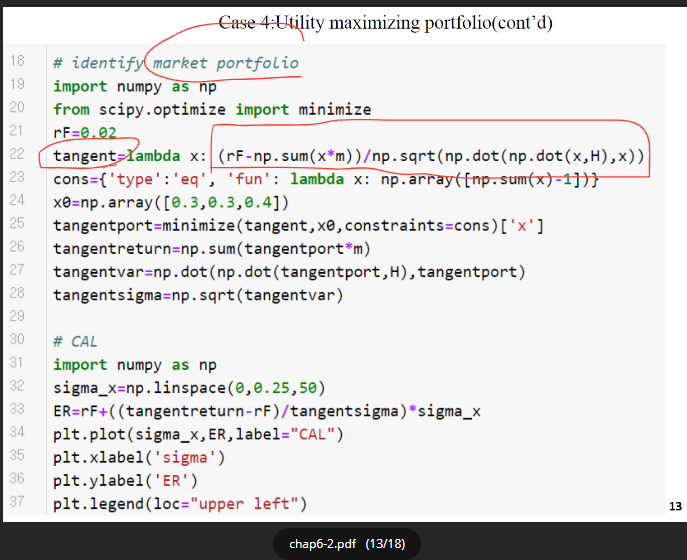 Case 4:Utility maximizing portfolio(cont’d)
18 # identify market portfolio
19 import numpy as np
20 from scipy.optimize import minimize
21 rF=0.02
22 tangent=lambda x: (rF-np.sum(x*m))/np.sqrt(np.dot(np.dot(x,H),x))
23 cons={'type':'eq', 'fun': lambda x: np.array([np.sum(x)-1])}
24 x0=np.array([0.3,0.3,0.4])
25 tangentport=minimize(tangent,x0,constraints=cons)['x']
26 tangentreturn=np.sum(tangentport*m)
27 tangentvar=np.dot(np.dot(tangentport,H),tangentport)
28 tangentsigma=np.sqrt(tangentvar)
29
30 # CAL
31 import numpy as np
32 sigma_x=np.linspace(0,0.25,50)
33 ER=rF+((tangentreturn-rF)/tangentsigma)*sigma_x
34 plt.plot(sigma_x,ER,label="CAL")
35 plt.xlabel('sigma')
36 plt.ylabel('ER')
37 plt.legend(loc="upper left")
13
chap6-2.pdf (13/18)